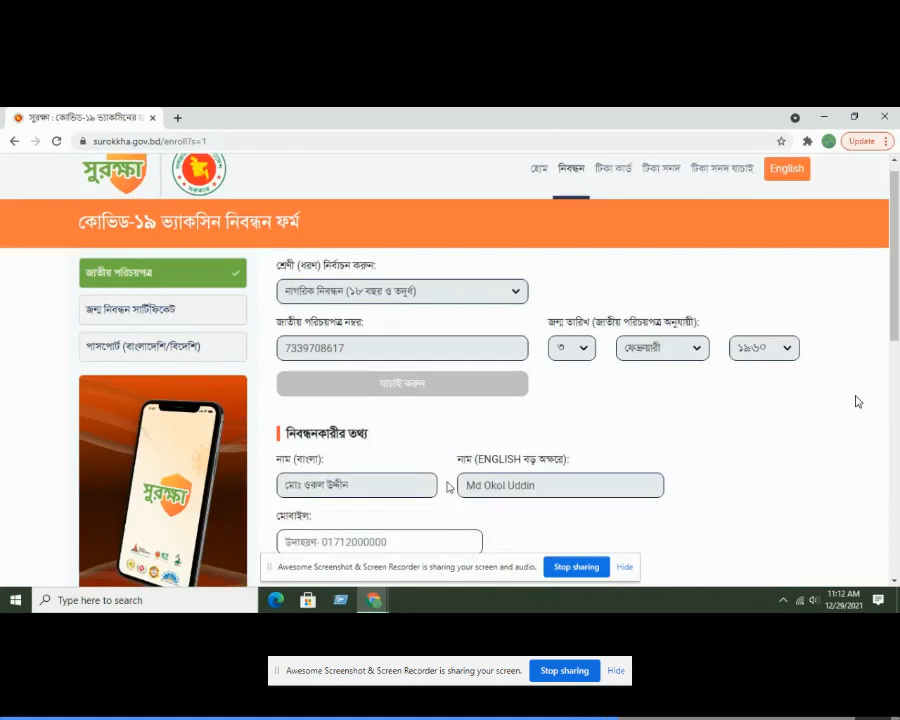 সুরক্ষা : কোভিড-১৯ ভ্যাকসিনের
surokkha.gov.bd/enroll?s=1
Update
সুরক্ষা
হোম
নিবন্ধন
টিকা কার্ড
টিকা সনদ
টিকা সনদ যাচাই
English
কোভিড-১৯ ভ্যাকসিন নিবন্ধন ফর্ম
জাতীয় পরিচয়পত্র
জন্ম নিবন্ধন সার্টিফিকেট
পাসপোর্ট (বাংলাদেশি/বিদেশি)
শ্রেণী (ধরণ) নির্বাচন করুন:
নাগরিক নিবন্ধন (১৮ বছর ও তদুর্ধ)
জাতীয় পরিচয়পত্র নম্বর:
জন্ম তারিখ (জাতীয় পরিচয়পত্র অনুযায়ী):
7339708617
৩
ফেব্রুয়ারী
১৯৬০
যাচাই করুন
নিবন্ধনকারীর তথ্য
নাম (বাংলা):
নাম (ENGLISH বড় অক্ষরে):
মোঃ ওকল উদ্দীন
Md Okol Uddin
মোবাইল:
উদাহরণ- 01712000000
সুরক্ষা
Awesome Screenshot & Screen Recorder is sharing your screen and audio.
Stop sharing
Hide
Type here to search
11:12 AM
12/29/2021
Awesome Screenshot & Screen Recorder is sharing your screen.
Stop sharing
Hide